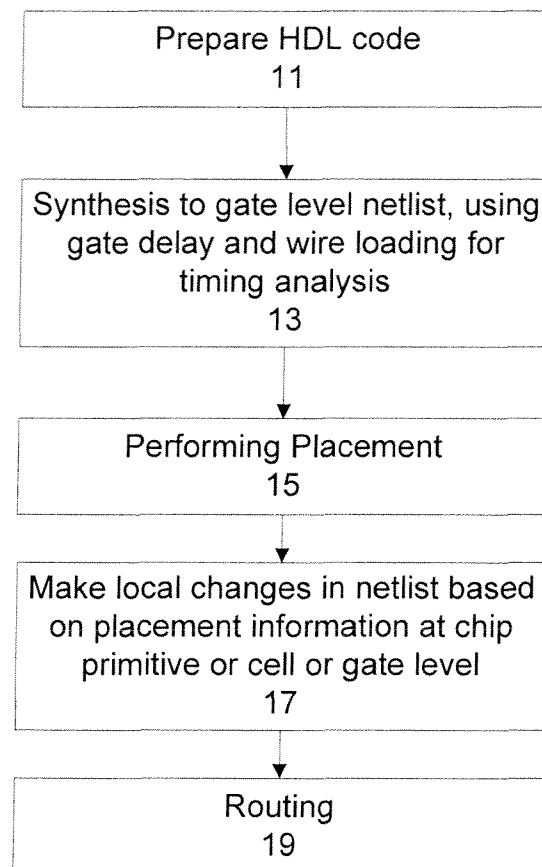 Prepare HDL code
11
Synthesis to gate level netlist, using
gate delay and wire loading for
timing analysis
13
Performing Placement
15
Make local changes in netlist based
on placement information at chip
primitive or cell or gate level
17
Routing
19